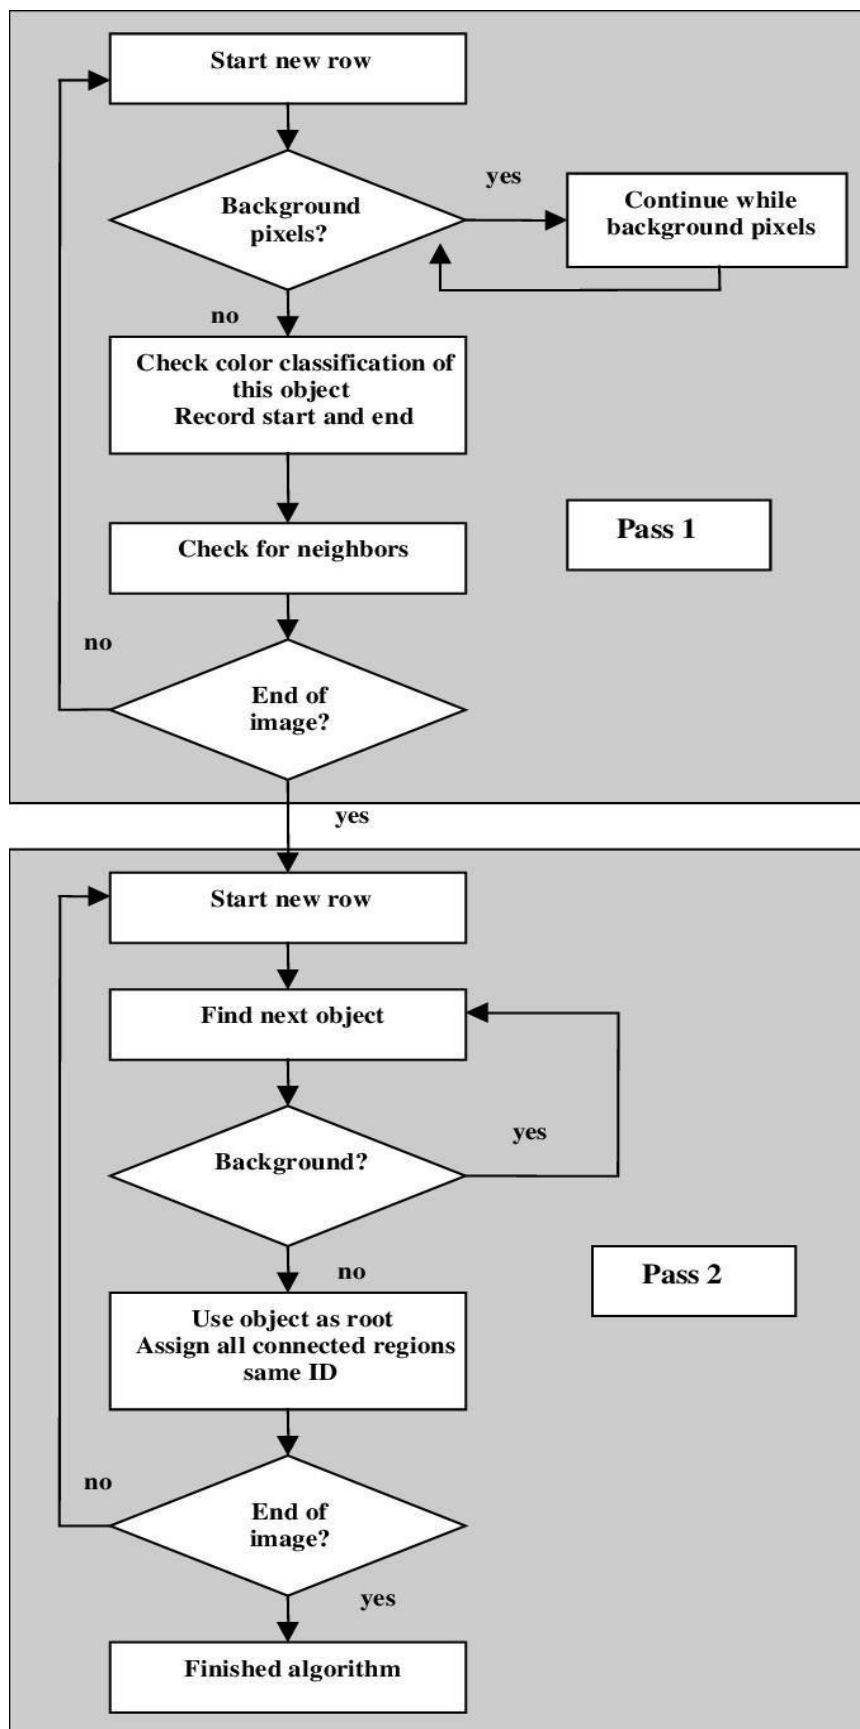 Start new row
yes
Background
pixels?
Continue while
background pixels
no
Check color classification of
this object
Record start and end
Pass 1
Check for neighbors
no
End of
image?
yes
Start new row
Find next object
yes
Background?
no
Pass 2
Use object as root
Assign all connected regions
same ID
no
End of
image?
yes
Finished algorithm